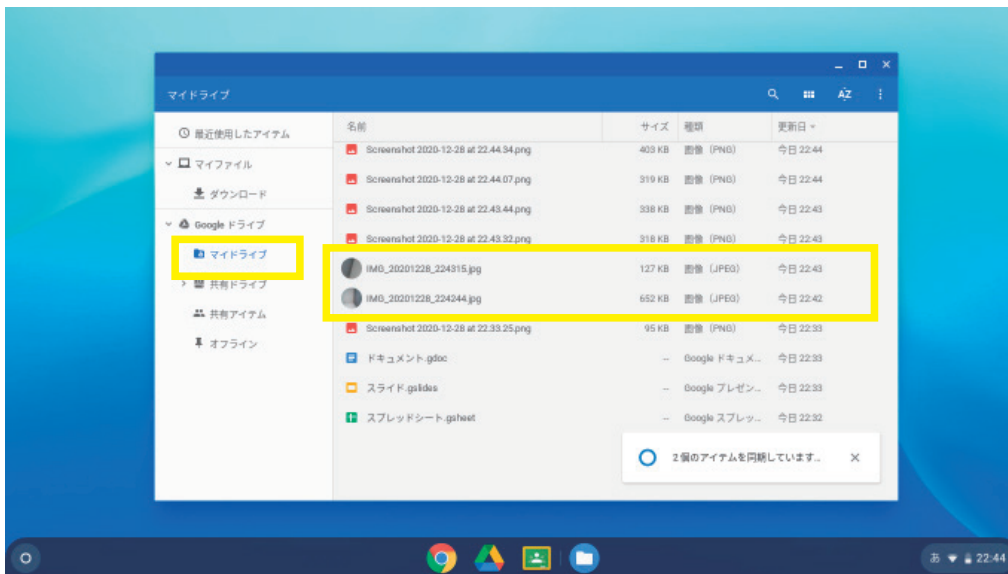 マイドライブ
AZ
最近使用したアイテム
マイファイル
ダウンロード
Google ドライブ
マイドライブ
共有ドライブ
共有アイテム
オフライン
名前 サイズ 種類 更新日
Screenshot 2020-12-28 at 22.44.34.png 403 KB 画像 (PNG) 今日 22:44
Screenshot 2020-12-28 at 22.44.07.png 319 KB 画像 (PNG) 今日 22:44
Screenshot 2020-12-28 at 22.43.44.png 338 KB 画像 (PNG) 今日 22:43
Screenshot 2020-12-28 at 22.43.32.png 318 KB 画像 (PNG) 今日 22:43
IMG_20201228_224315.jpg 127 KB 画像 (JPEG) 今日 22:43
IMG_20201228_224244.jpg 652 KB 画像 (JPEG) 今日 22:42
Screenshot 2020-12-28 at 22.33.25.png 95 KB 画像 (PNG) 今日 22:33
ドキュメント.gdoc -- Google ドキュメ... 今日 22:33
スライド.gslides -- Google プレゼン... 今日 22:33
スプレッドシート.gsheet -- Google スプレッ... 今日 22:32
2 個のアイテムを同期しています...
あ 22:44